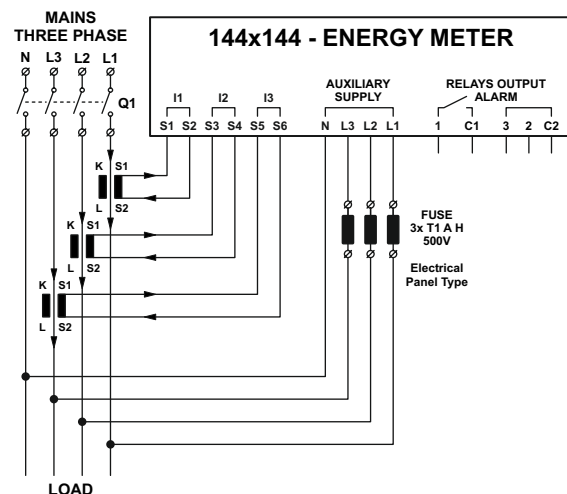 MAINS
THREE PHASE
N L3 L2 L1
Q1
144x144 - ENERGY METER
AUXILIARY
SUPPLY
RELAYS OUTPUT
ALARM
I1 I2 I3
S1 S2 S3 S4 S5 S6 N L3 L2 L1 1 C1 3 2 C2
K S1
L S2
K S1
L S2
K S1
L S2
FUSE
3x T1 A H
500V
Electrical
Panel Type
LOAD